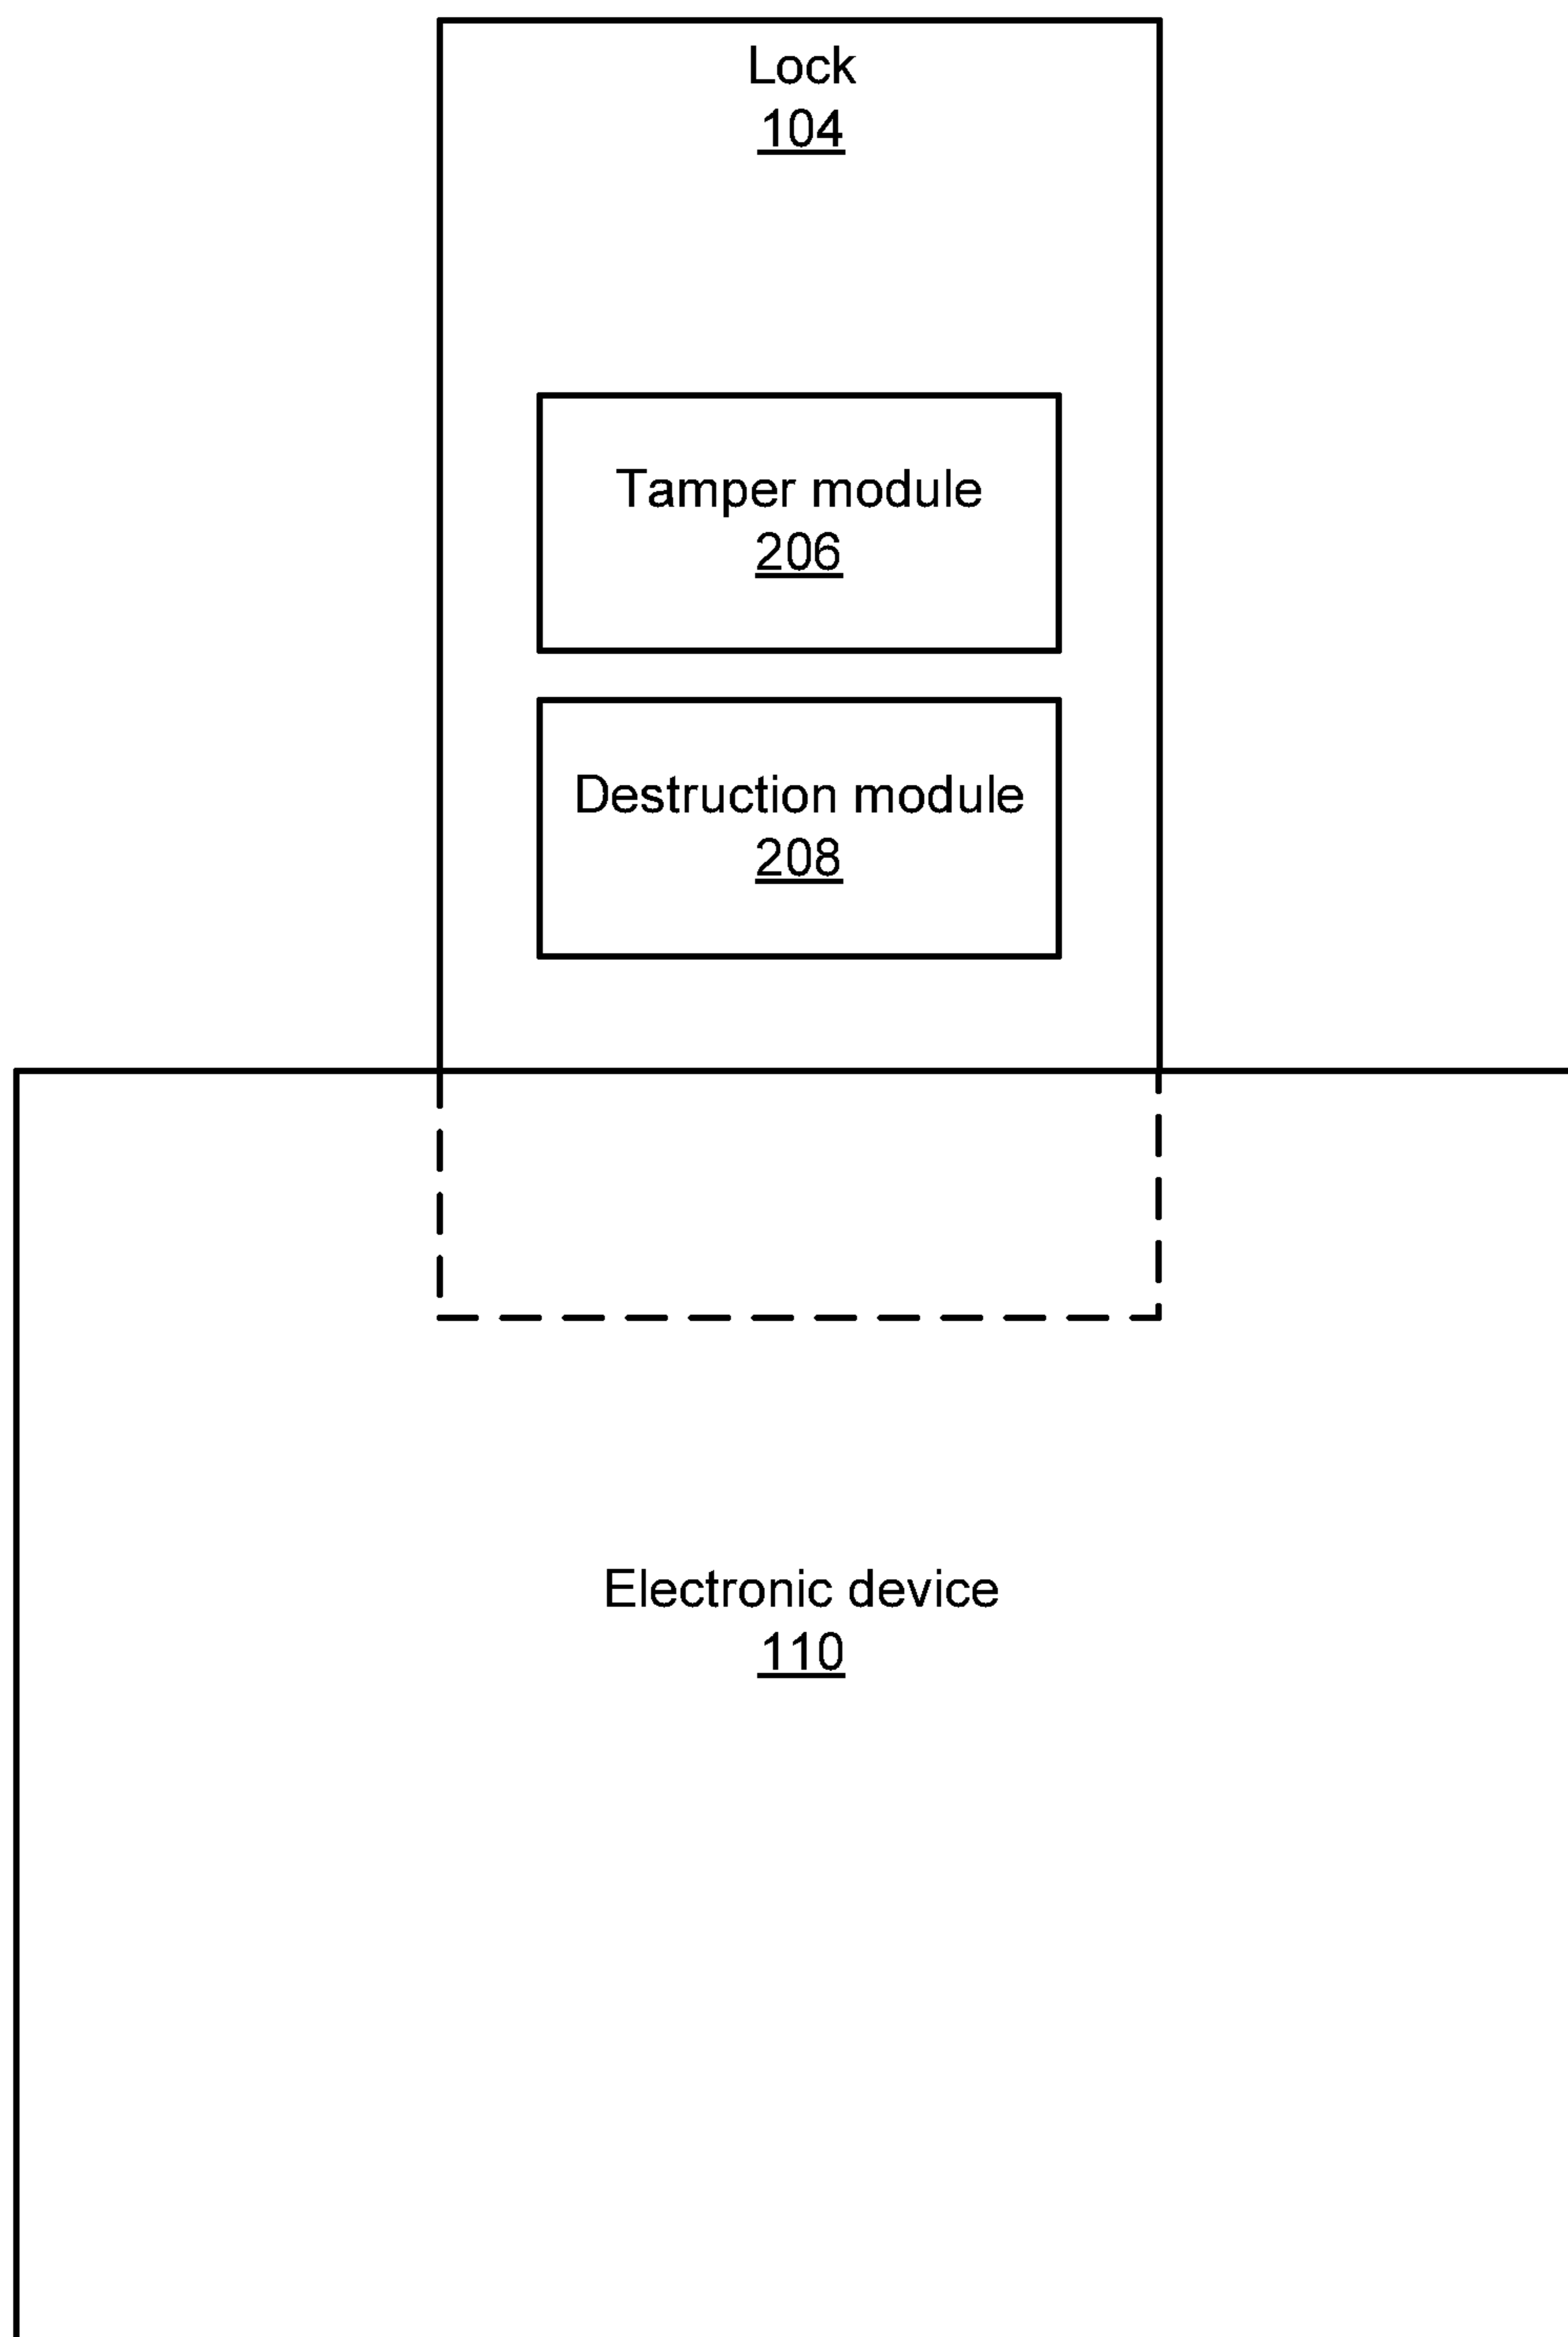 Lock
104
Tamper module
206
Destruction module
208
Electronic device
110